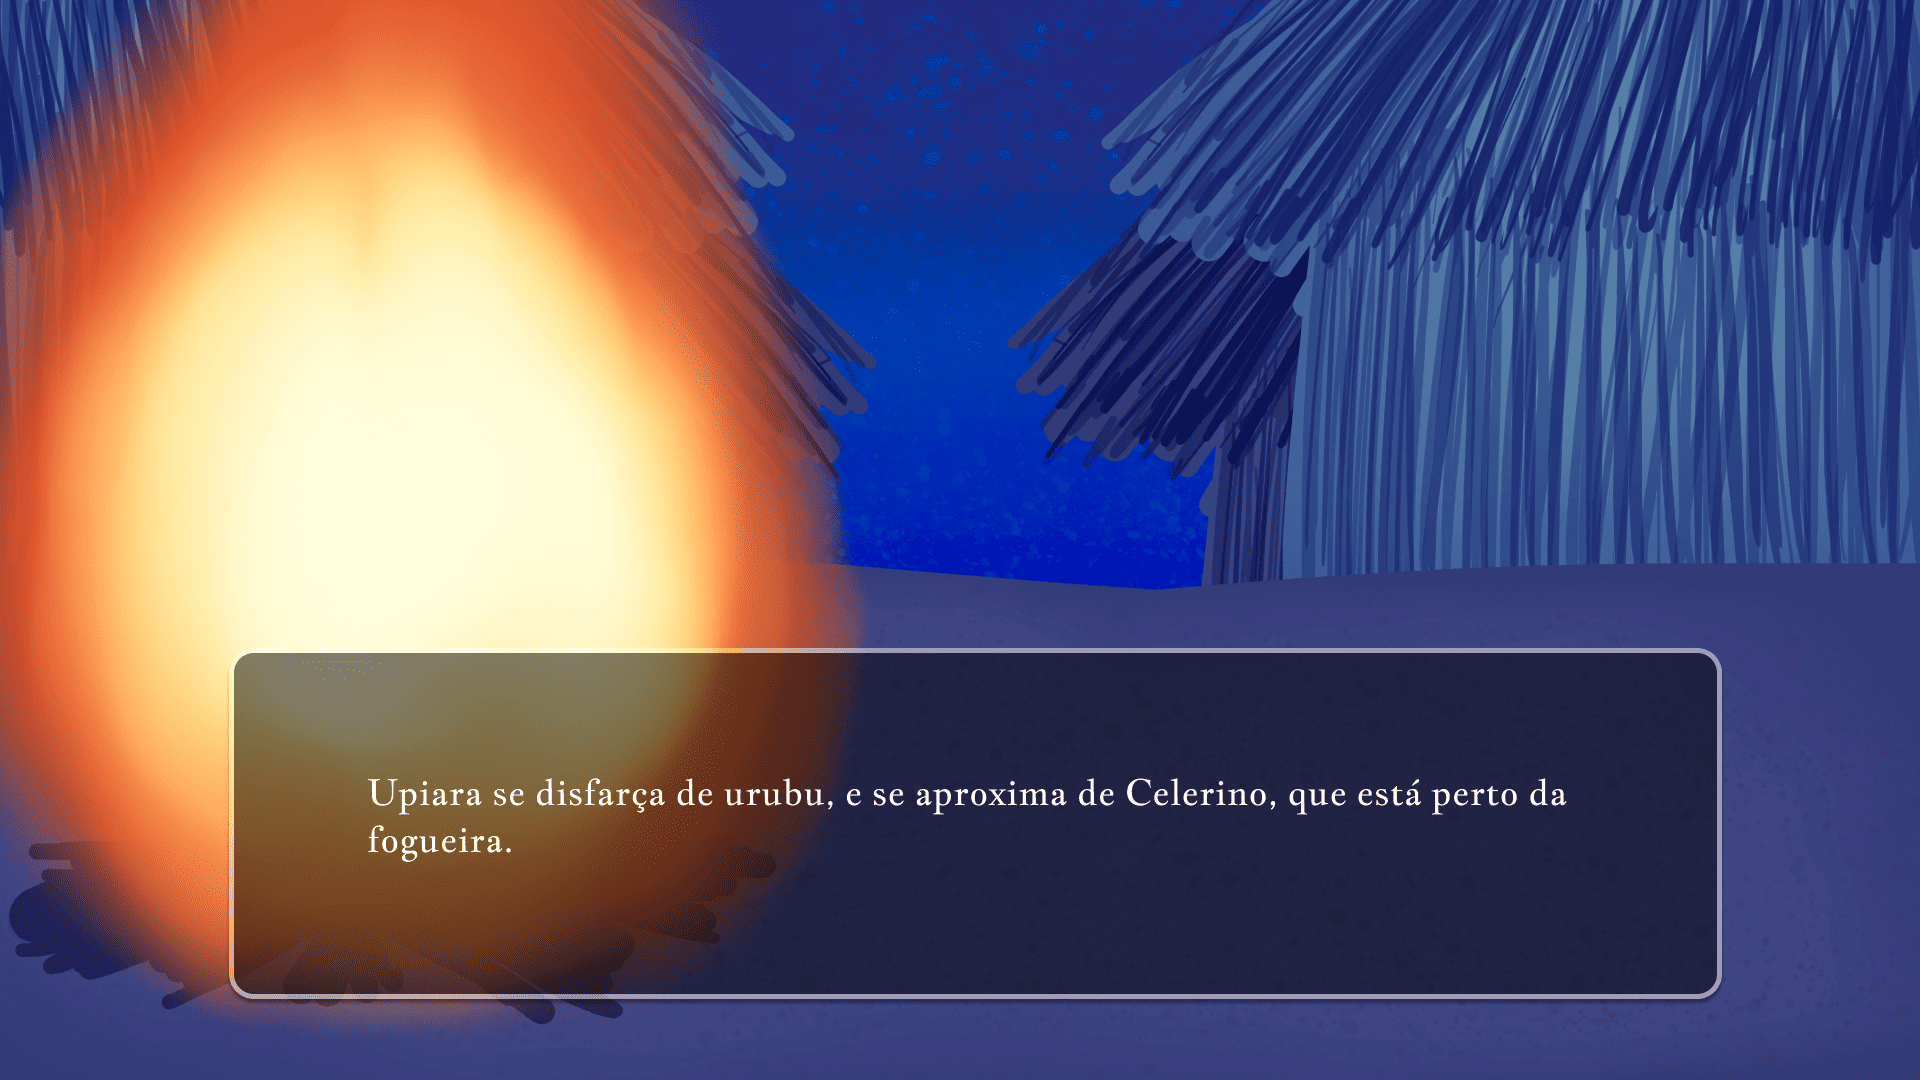 Upiara se disfarça de urubu, e se aproxima de Celerino, que está perto da
fogueira.